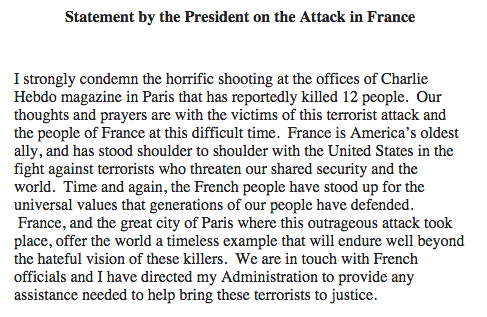 Statement by the President on the Attack in France
I strongly condemn the horrific shooting at the offices of Charlie
Hebdo magazine in Paris that has reportedly killed 12 people.  Our
thoughts and prayers are with the victims of this terrorist attack and
the people of France at this difficult time.  France is America's oldest
ally, and has stood shoulder to shoulder with the United States in the
fight against terrorists who threaten our shared security and the
world.  Time and again, the French people have stood up for the
universal values that generations of our people have defended.
France, and the great city of Paris where this outrageous attack took
place, offer the world a timeless example that will endure well beyond
the hateful vision of these killers.  We are in touch with French
officials and I have directed my Administration to provide any
assistance needed to help bring these terrorists to justice.